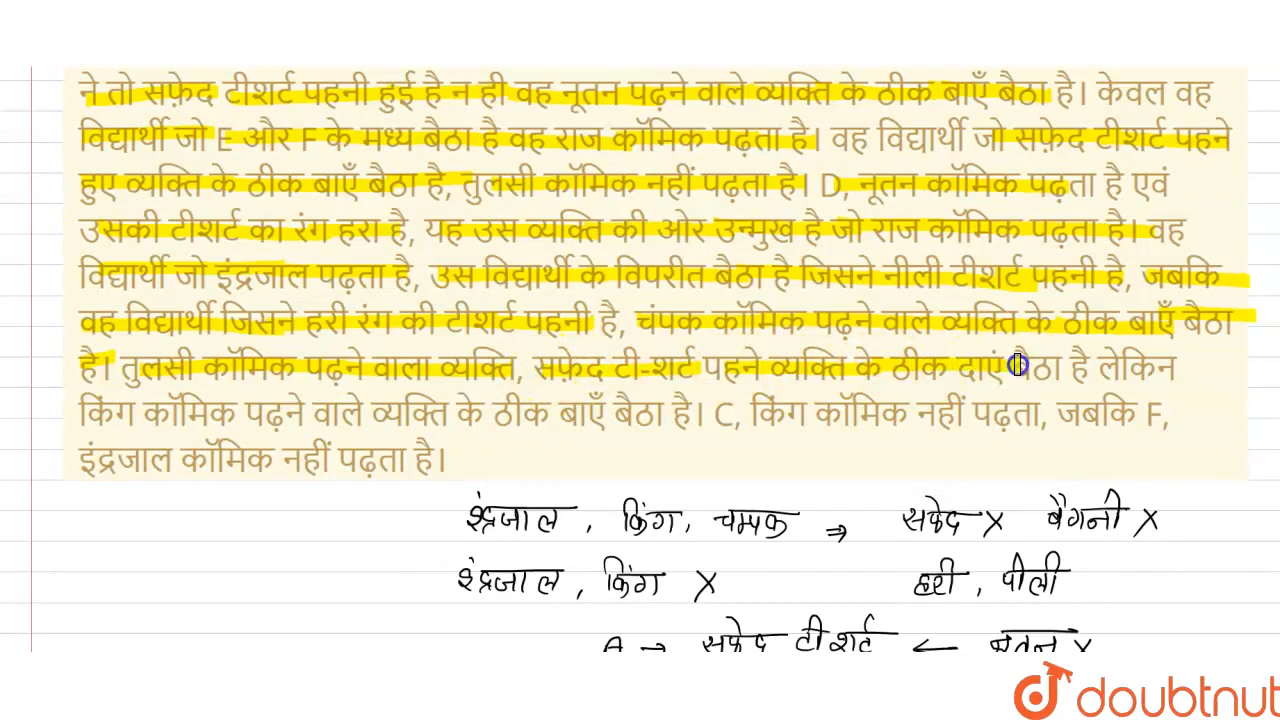 ने तो सफ़ेद टीशर्ट पहनी हुई है न ही वह नूतन पढ़ने वाले व्यक्ति के ठीक बाएँ बैठा है। केवल वह
विद्यार्थी जो E और F के मध्य बैठा है वह राज कॉमिक पढ़ता है। वह विद्यार्थी जो सफ़ेद टीशर्ट पहने
हुए व्यक्ति के ठीक बाएँ बैठा है, तुलसी कॉमिक नहीं पढ़ता है। D, नूतन कॉमिक पढ़ता है एवं
उसकी टीशर्ट का रंग हरा है, यह उस व्यक्ति की ओर उन्मुख है जो राज कॉमिक पढ़ता है। वह
विद्यार्थी जो इंद्रजाल पढ़ता है, उस विद्यार्थी के विपरीत बैठा है जिसने नीली टीशर्ट पहनी है, जबकि
वह विद्यार्थी जिसने हरी रंग की टीशर्ट पहनी है, चंपक कॉमिक पढ़ने वाले व्यक्ति के ठीक बाएँ बैठा
है। तुलसी कॉमिक पढ़ने वाला व्यक्ति, सफ़ेद टी-शर्ट पहने व्यक्ति के ठीक दाएं बैठा है लेकिन
किंग कॉमिक पढ़ने वाले व्यक्ति के ठीक बाएँ बैठा है। C, किंग कॉमिक नहीं पढ़ता, जबकि F,
इंद्रजाल कॉमिक नहीं पढ़ता है।
इंद्रजाल , किंग, चम्पक ⇒ सफेद X बैगनी X
इंद्रजाल , किंग X हरी , पीली
A → सफेद टी शर्ट ← नूतन X
doubtnut